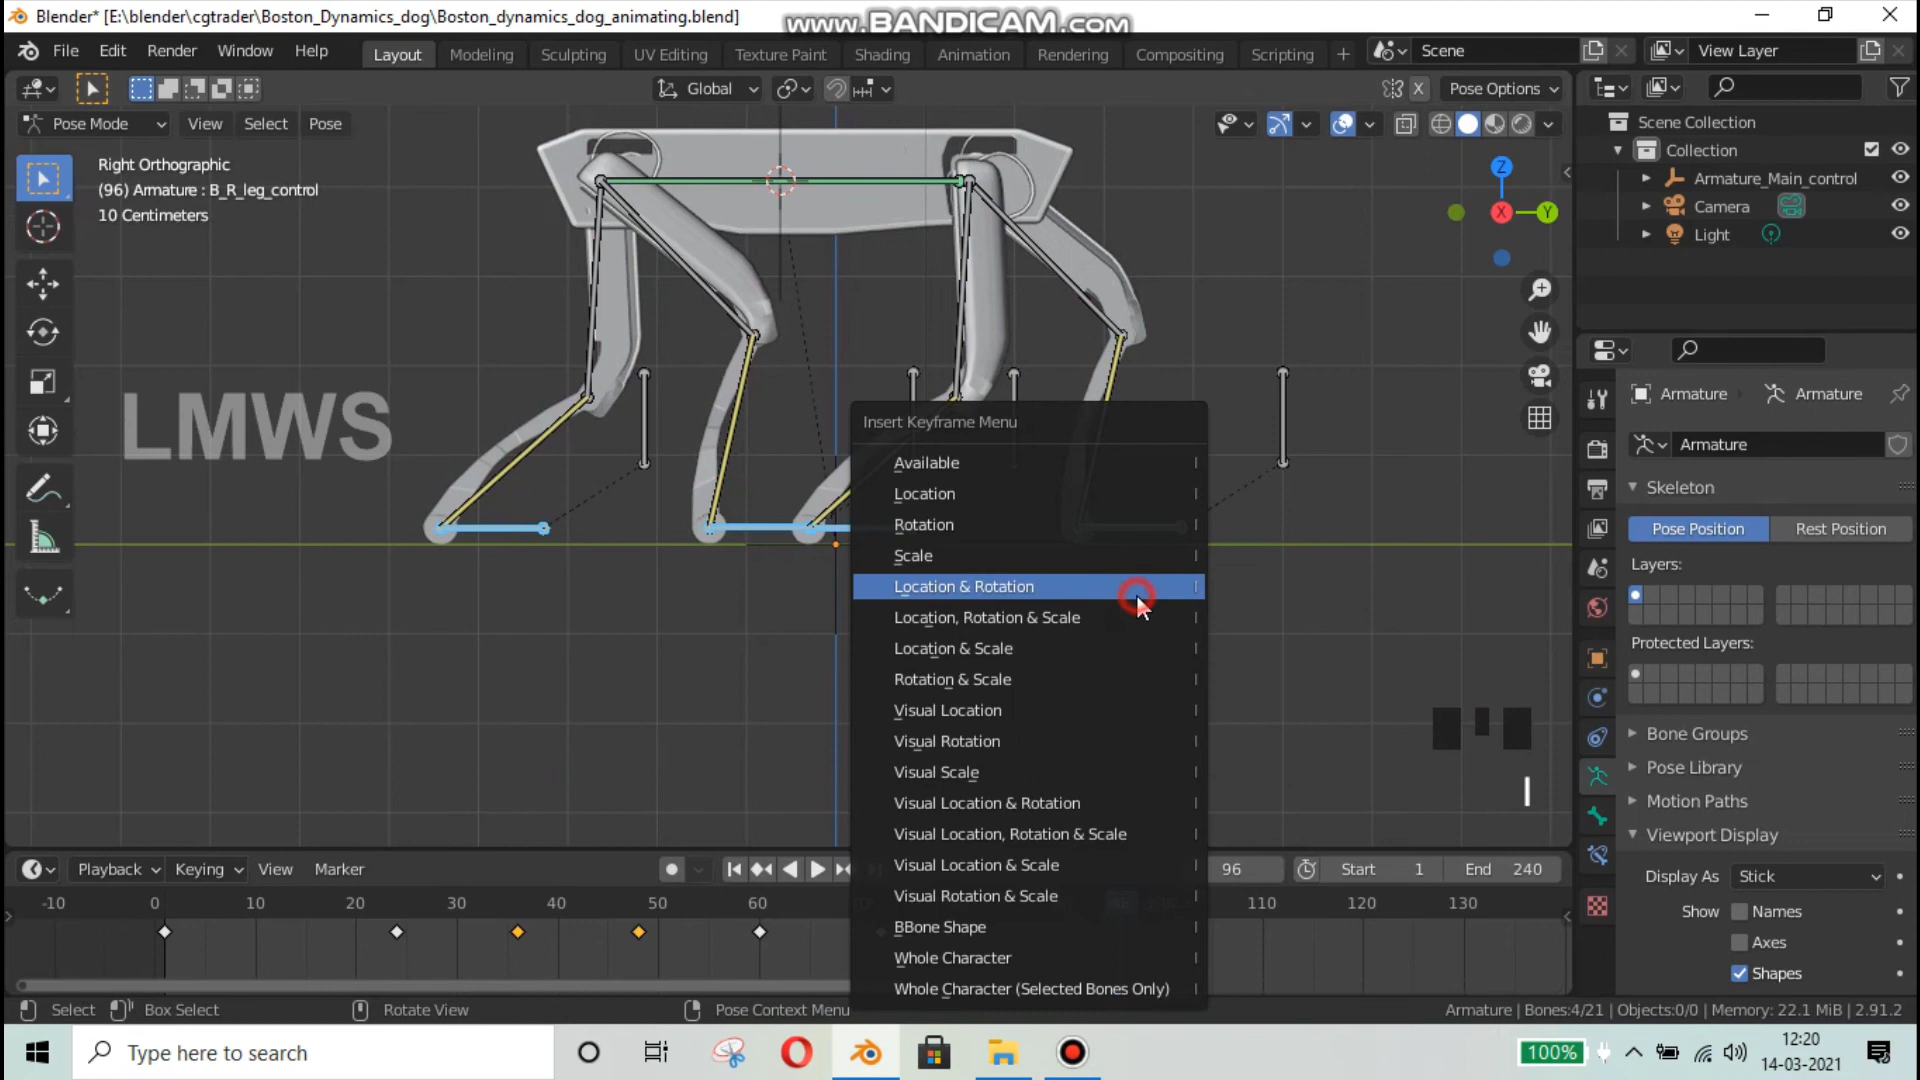 Blender* [E:\blender\cgtrader\Boston_Dynamics_dog\Boston_dynamics_dog_animating.blend]
www.BANDICAM.com
File Edit Render Window Help
Layout Modeling Sculpting UV Editing Texture Paint Shading Animation Rendering Compositing Scripting +
Scene
View Layer
Global
X
Pose Options
Pose Mode View Select Pose
Right Orthographic
(96) Armature : B_R_leg_control
10 Centimeters
Z
X
Y
LMWS
Scene Collection
Collection
Armature_Main_control
Camera
Light
Armature
Armature
Armature
Skeleton
Pose Position
Rest Position
Layers:
Protected Layers:
Bone Groups
Pose Library
Motion Paths
Viewport Display
Display As Stick
Show Names
Axes
Shapes
Insert Keyframe Menu
Available I
Location I
Rotation I
Scale I
Location & Rotation I
Location, Rotation & Scale I
Location & Scale I
Rotation & Scale I
Visual Location I
Visual Rotation I
Visual Scale I
Visual Location & Rotation I
Visual Location, Rotation & Scale I
Visual Location & Scale I
Visual Rotation & Scale I
BBone Shape I
Whole Character I
Whole Character (Selected Bones Only) I
I
Playback Keying View Marker
96
Start 1
End 240
-10 0 10 20 30 40 50 60
110 120 130
Select Box Select Rotate View Pose Context Menu
Armature | Bones:4/21 | Objects:0/0 | Memory: 22.1 MiB | 2.91.2
Type here to search
100%
12:20
14-03-2021